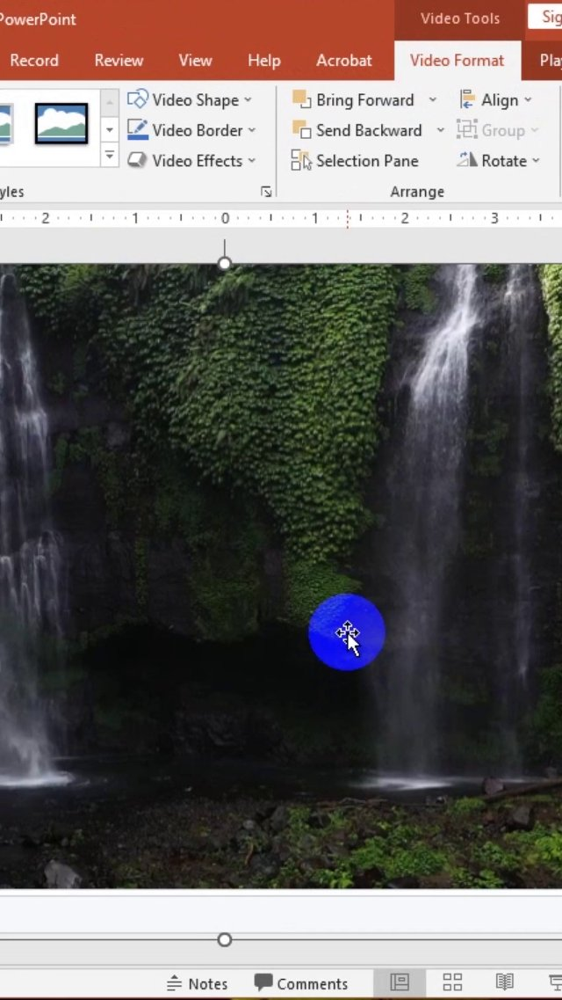 PowerPoint
Video Tools
Sig
Record Review View Help Acrobat Video Format Pla
Video Shape Bring Forward Align
Video Border Send Backward Group
Video Effects Selection Pane Rotate
yles Arrange
2 1 0 1 2 3
Notes Comments